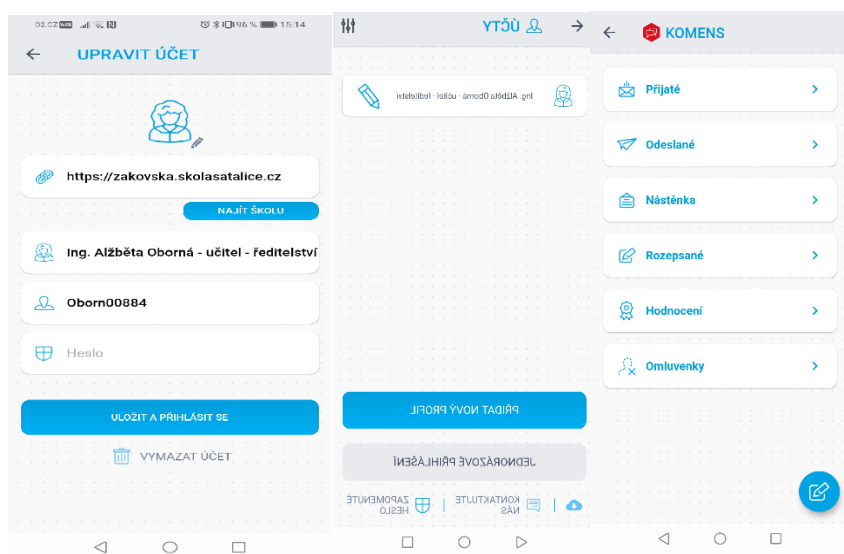 02.CZ 96 % 15:14
UPRAVIT ÚČET
https://zakovska.skolasatalice.cz
NAJÍT ŠKOLU
Ing. Alžběta Oborná - učitel - ředitelství
Oborn00884
Heslo
ULOŽIT A PŘIHLÁSIT SE
VYMAZAT ÚČET
ÚČTY
Ing. Alžběta Oborná - učitel - ředitelství
PŘIDAT NOVÝ PROFIL
JEDNORÁZOVÉ PŘIHLÁŠENÍ
KONTAKTUJTE
NÁS
ZAPOMENUTÉ
HESLO
KOMENS
Přijaté
Odeslané
Nástěnka
Rozepsané
Hodnocení
Omluvenky